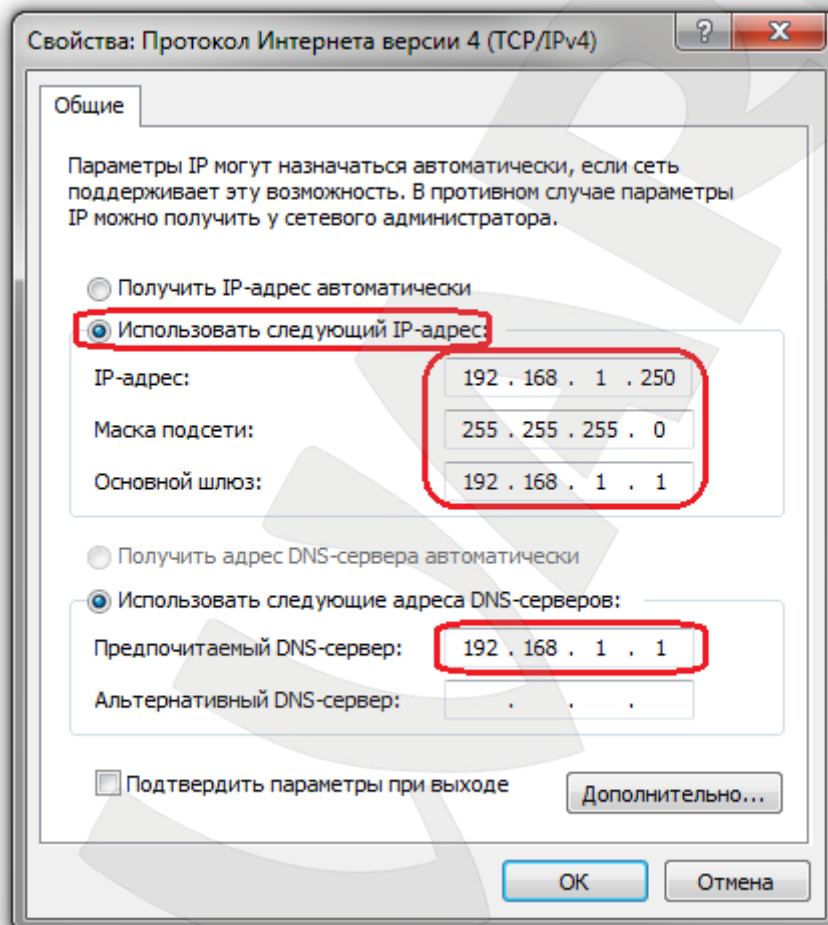 Свойства: Протокол Интернета версии 4 (TCP/IPv4)
Общие
Параметры IP могут назначаться автоматически, если сеть
поддерживает эту возможность. В противном случае параметры
IP можно получить у сетевого администратора.
Получить IP-адрес автоматически
Использовать следующий IP-адрес:
IP-адрес: 192 . 168 . 1 . 250
Маска подсети: 255 . 255 . 255 . 0
Основной шлюз: 192 . 168 . 1 . 1
Получить адрес DNS-сервера автоматически
Использовать следующие адреса DNS-серверов:
Предпочитаемый DNS-сервер: 192 . 168 . 1 . 1
Альтернативный DNS-сервер: . . .
Подтвердить параметры при выходе
Дополнительно...
ОК Отмена